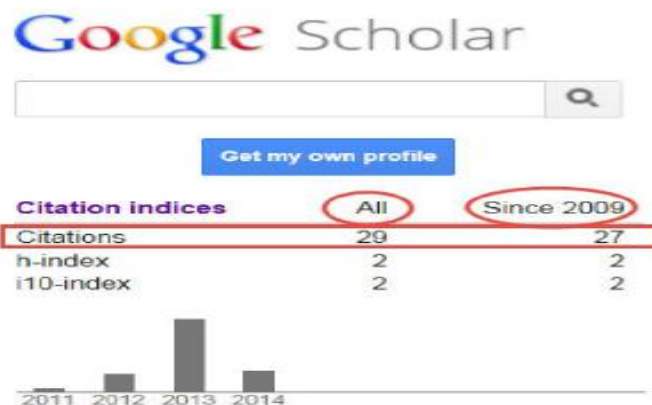 Google Scholar
Get my own profile
Citation indices All Since 2009
Citations 29 27
h-index 2 2
i10-index 2 2
2011 2012 2013 2014